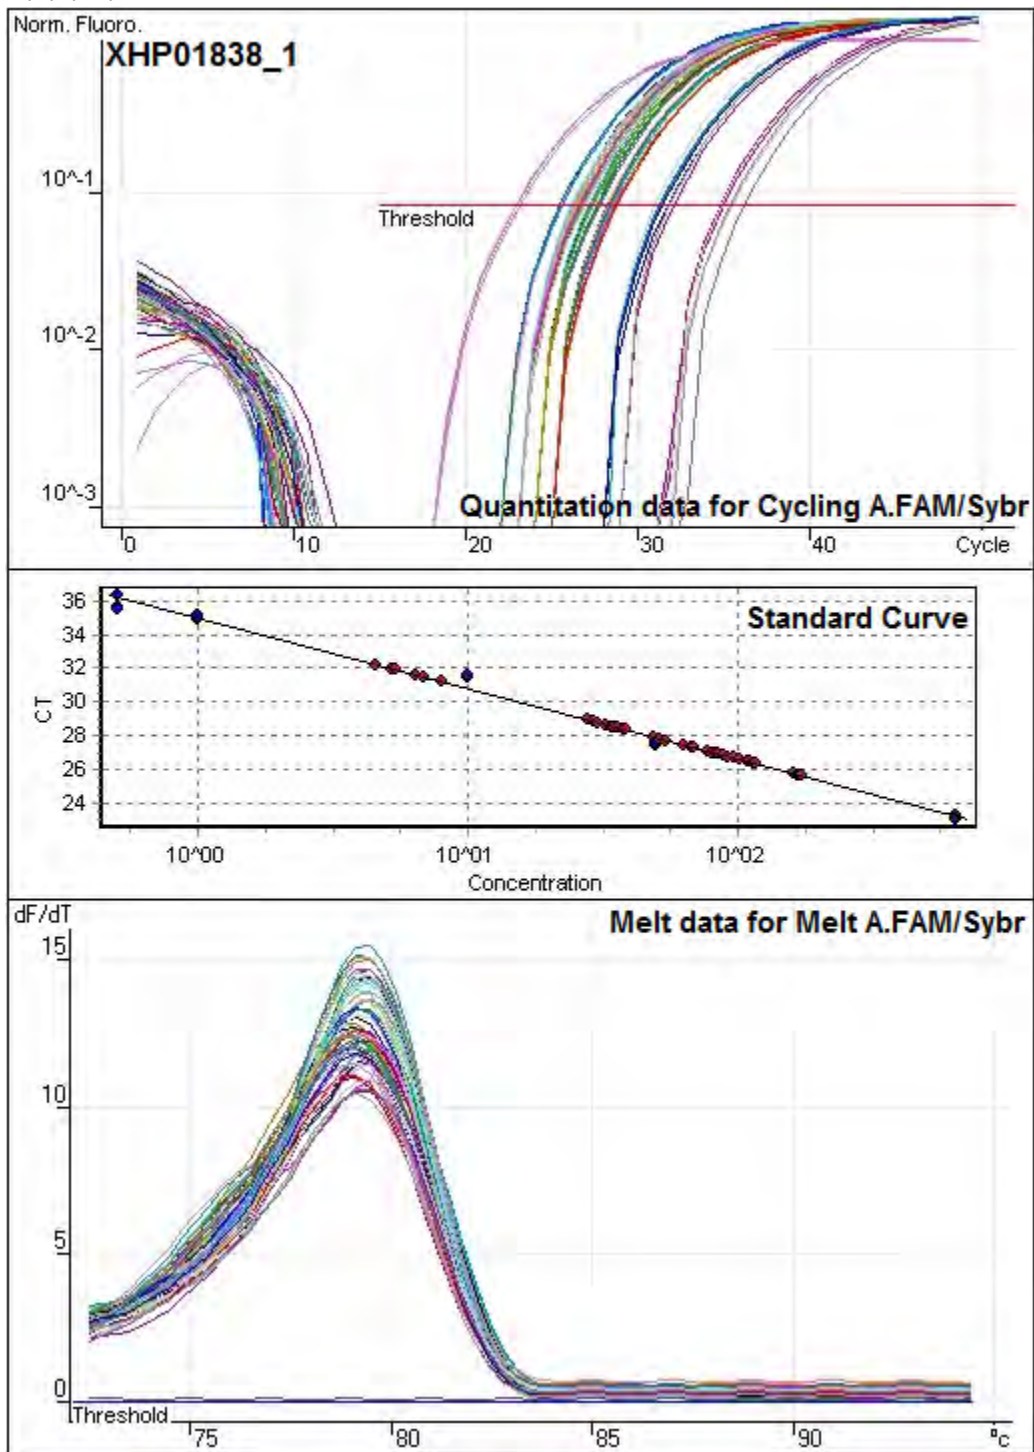 Norm. Fluoro.
XHP01838_1
10^-1
Threshold
10^-2
10^-3
Quantitation data for Cycling A.FAM/Sybr
0 10 20 30 40 Cycle
Standard Curve
36
34
32
30
28
26
24
CT
10^00 10^01 10^02
Concentration
dF/dT
Melt data for Melt A.FAM/Sybr
15
10
5
0
Threshold
75 80 85 90 °c